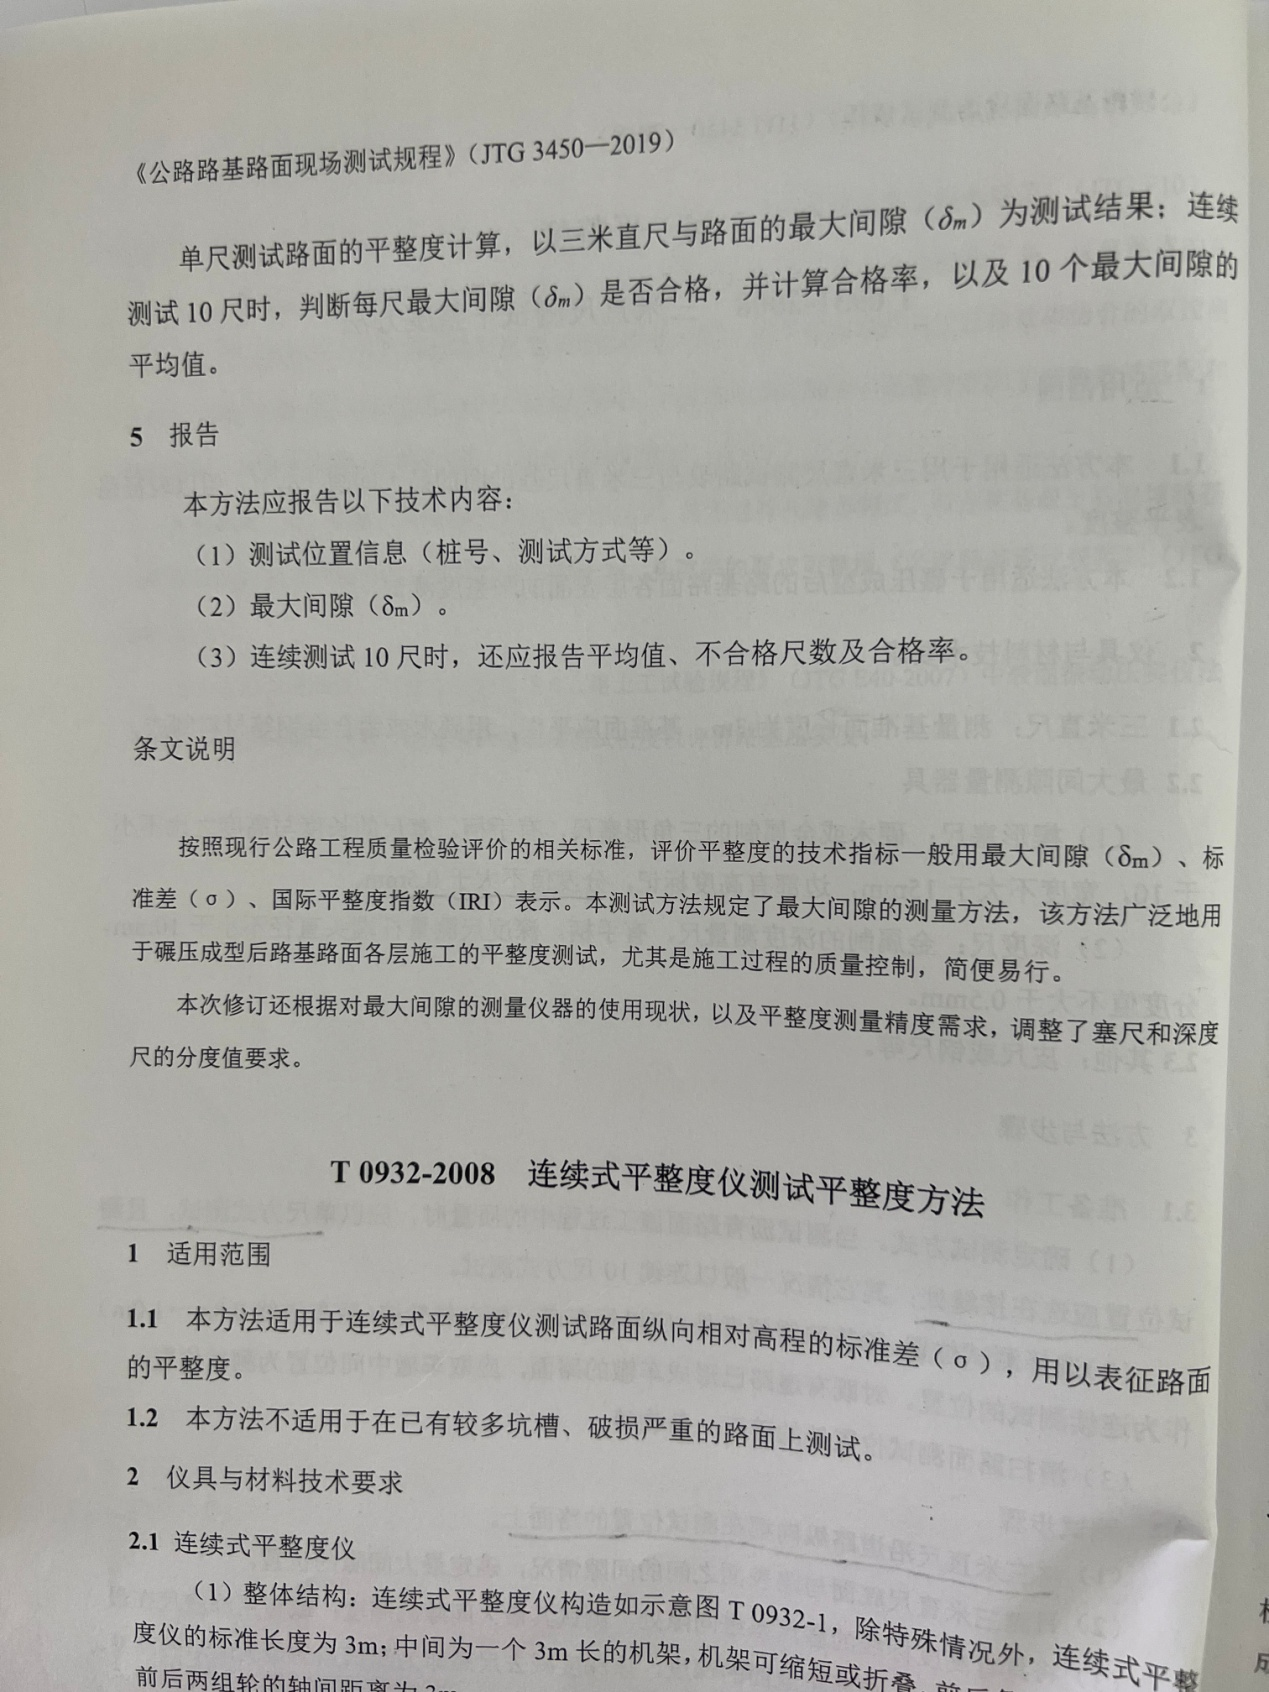 《公路路基路面现场测试规程》（JTG 3450—2019）
单尺测试路面的平整度计算，以三米直尺与路面的最大间隙（δm）为测试结果；连续
测试 10 尺时，判断每尺最大间隙（δm）是否合格，并计算合格率，以及 10 个最大间隙的
平均值。
5 报告
本方法应报告以下技术内容：
（1）测试位置信息（桩号、测试方式等）。
（2）最大间隙（δm）。
（3）连续测试 10 尺时，还应报告平均值、不合格尺数及合格率。
条文说明
按照现行公路工程质量检验评价的相关标准，评价平整度的技术指标一般用最大间隙（δm）、标
准差（σ）、国际平整度指数（IRI）表示。本测试方法规定了最大间隙的测量方法，该方法广泛地用
于碾压成型后路基路面各层施工的平整度测试，尤其是施工过程的质量控制，简便易行。
本次修订还根据对最大间隙的测量仪器的使用现状，以及平整度测量精度需求，调整了塞尺和深度
尺的分度值要求。
T 0932-2008 连续式平整度仪测试平整度方法
1 适用范围
1.1 本方法适用于连续式平整度仪测试路面纵向相对高程的标准差（σ），用以表征路面
的平整度。
1.2 本方法不适用于在已有较多坑槽、破损严重的路面上测试。
2 仪具与材料技术要求
2.1 连续式平整度仪
（1）整体结构：连续式平整度仪构造如示意图 T 0932-1，除特殊情况外，连续式平整
度仪的标准长度为 3m；中间为一个 3m 长的机架，机架可缩短或折叠，前后
前后两组轮的轴间距离为 3m